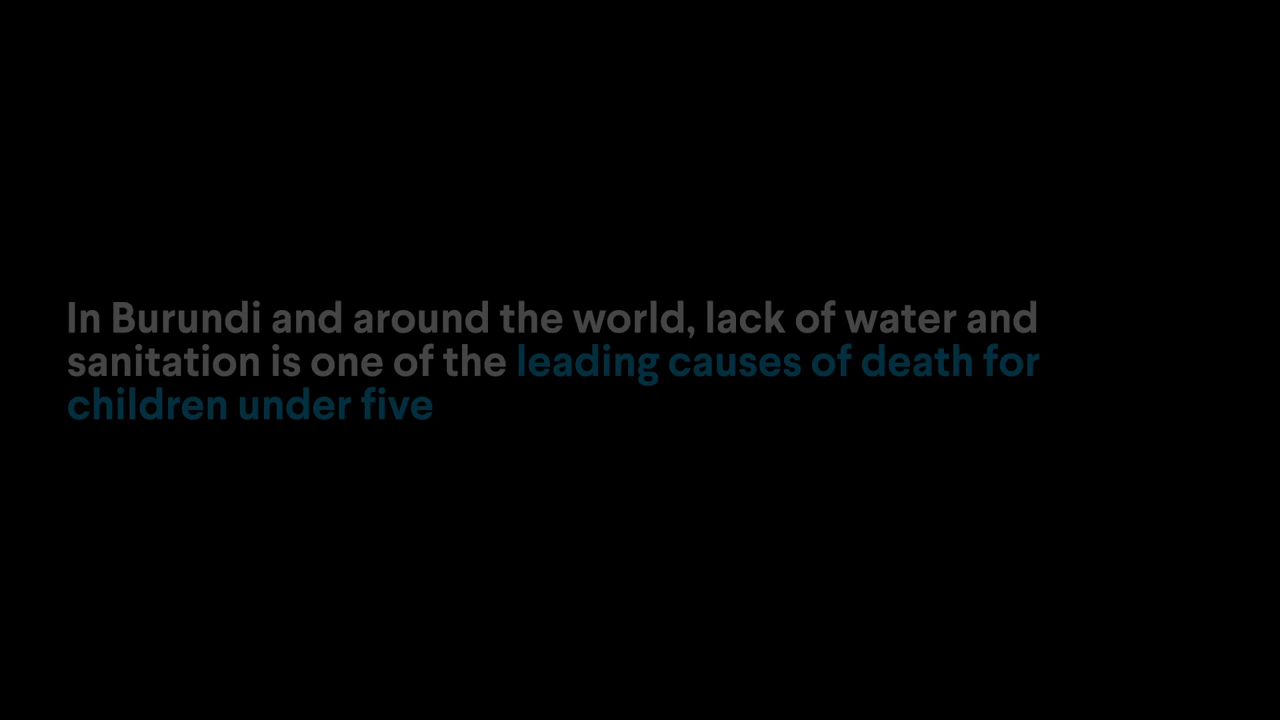 In Burundi and around the world, lack of water and
sanitation is one of the leading causes of death for
children under five